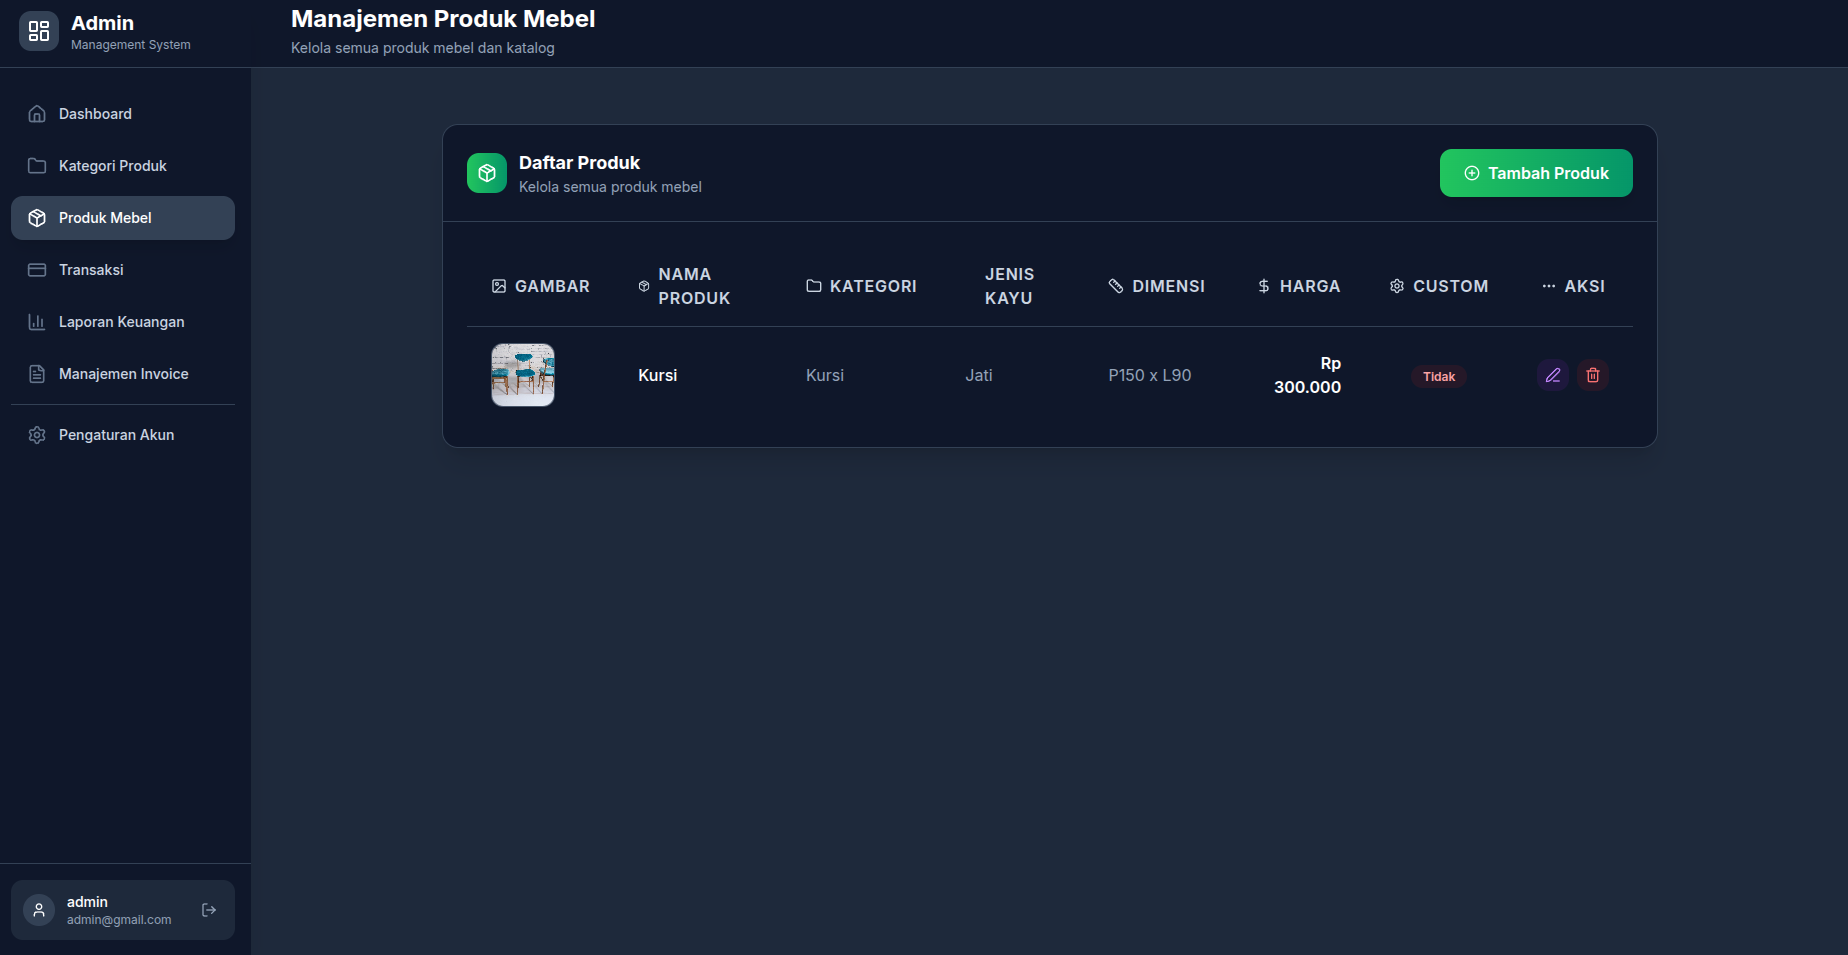 Admin
Management System
Manajemen Produk Mebel
Kelola semua produk mebel dan katalog
Dashboard
Kategori Produk
Produk Mebel
Transaksi
Laporan Keuangan
Manajemen Invoice
Pengaturan Akun
admin
admin@gmail.com
Daftar Produk
Kelola semua produk mebel
Tambah Produk
GAMBAR
NAMA
PRODUK
KATEGORI
JENIS
KAYU
DIMENSI
HARGA
CUSTOM
AKSI
Kursi
Kursi
Jati
P150 x L90
Rp
300.000
Tidak